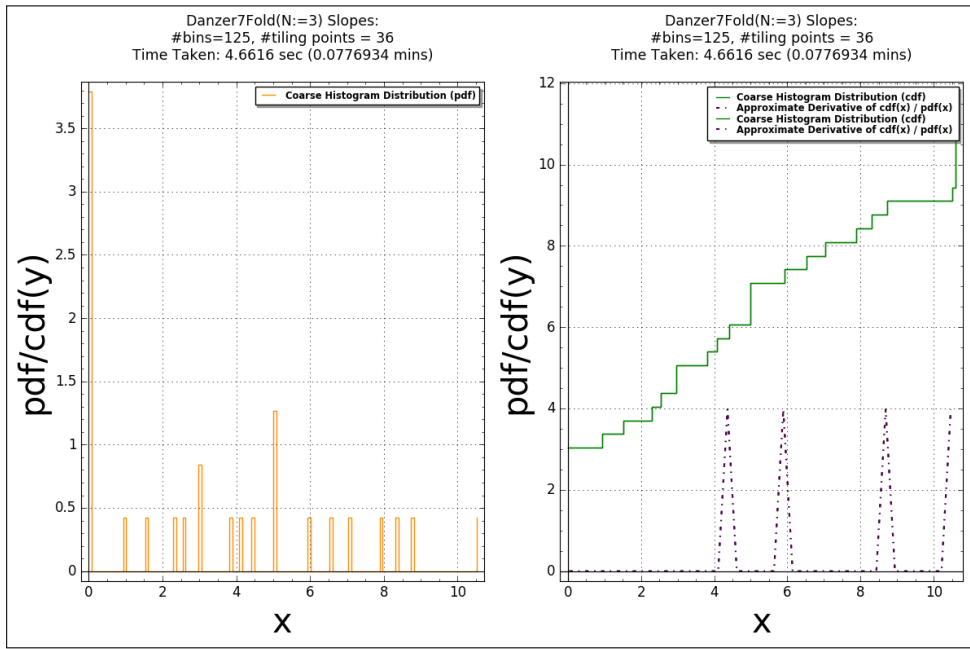 Danzer7Fold(N:=3) Slopes:
#bins=125, #tiling points = 36
Time Taken: 4.6616 sec (0.0776934 mins)
Coarse Histogram Distribution (pdf)
3.5
3
2.5
2
1.5
1
0.5
0
0 2 4 6 8 10
pdf/cdf(y)
x
Danzer7Fold(N:=3) Slopes:
#bins=125, #tiling points = 36
Time Taken: 4.6616 sec (0.0776934 mins)
Coarse Histogram Distribution (cdf)
Approximate Derivative of cdf(x) / pdf(x)
Coarse Histogram Distribution (cdf)
Approximate Derivative of cdf(x) / pdf(x)
12
10
8
6
4
2
0
0 2 4 6 8 10
pdf/cdf(y)
x